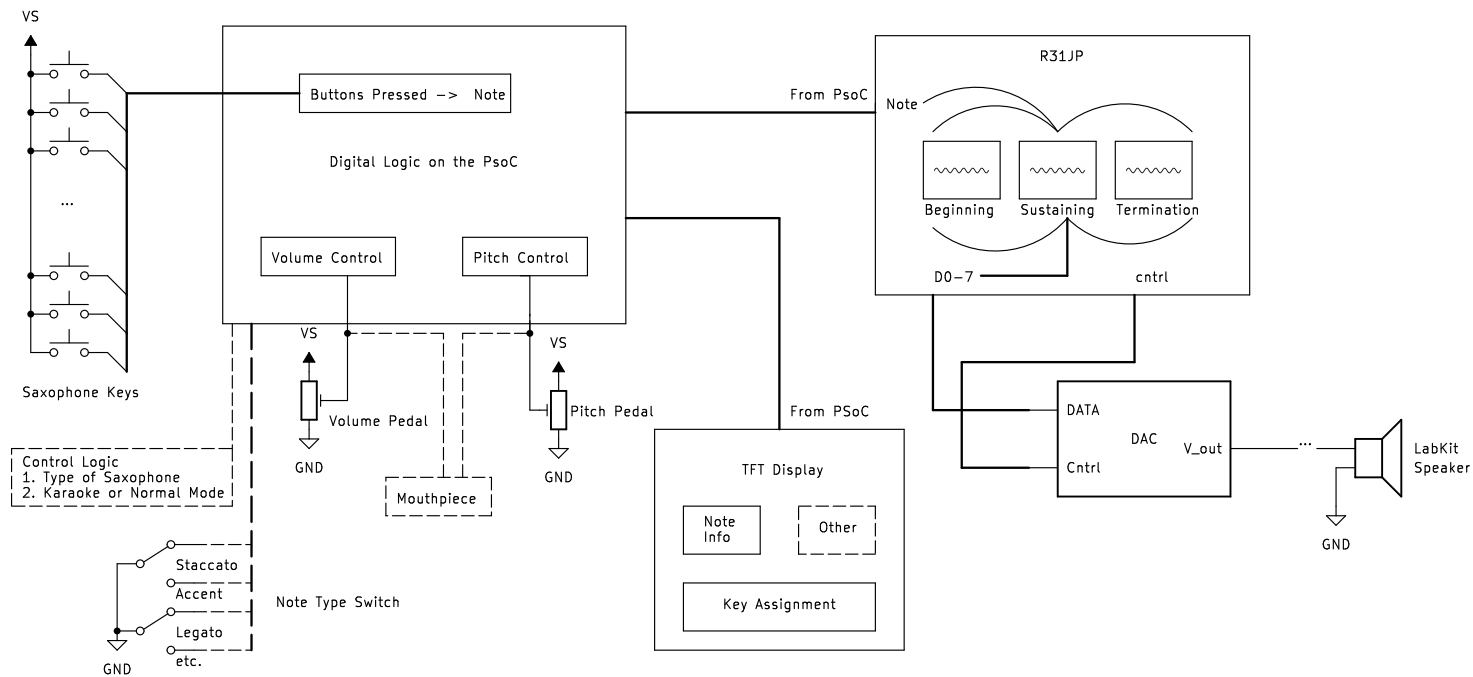 VS
Buttons Pressed -> Note
Digital Logic on the PsoC
Volume Control
Pitch Control
...
Saxophone Keys
From PsoC
R31JP
Note
Beginning
Sustaining
Termination
D0-7
cntrl
VS
Volume Pedal
GND
VS
Pitch Pedal
GND
Mouthpiece
Control Logic
1. Type of Saxophone
2. Karaoke or Normal Mode
Staccato
Accent
Legato
etc.
GND
Note Type Switch
From PSoC
TFT Display
Note
Info
Other
Key Assignment
DATA
DAC
V_out
Cntrl
...
LabKit
Speaker
GND